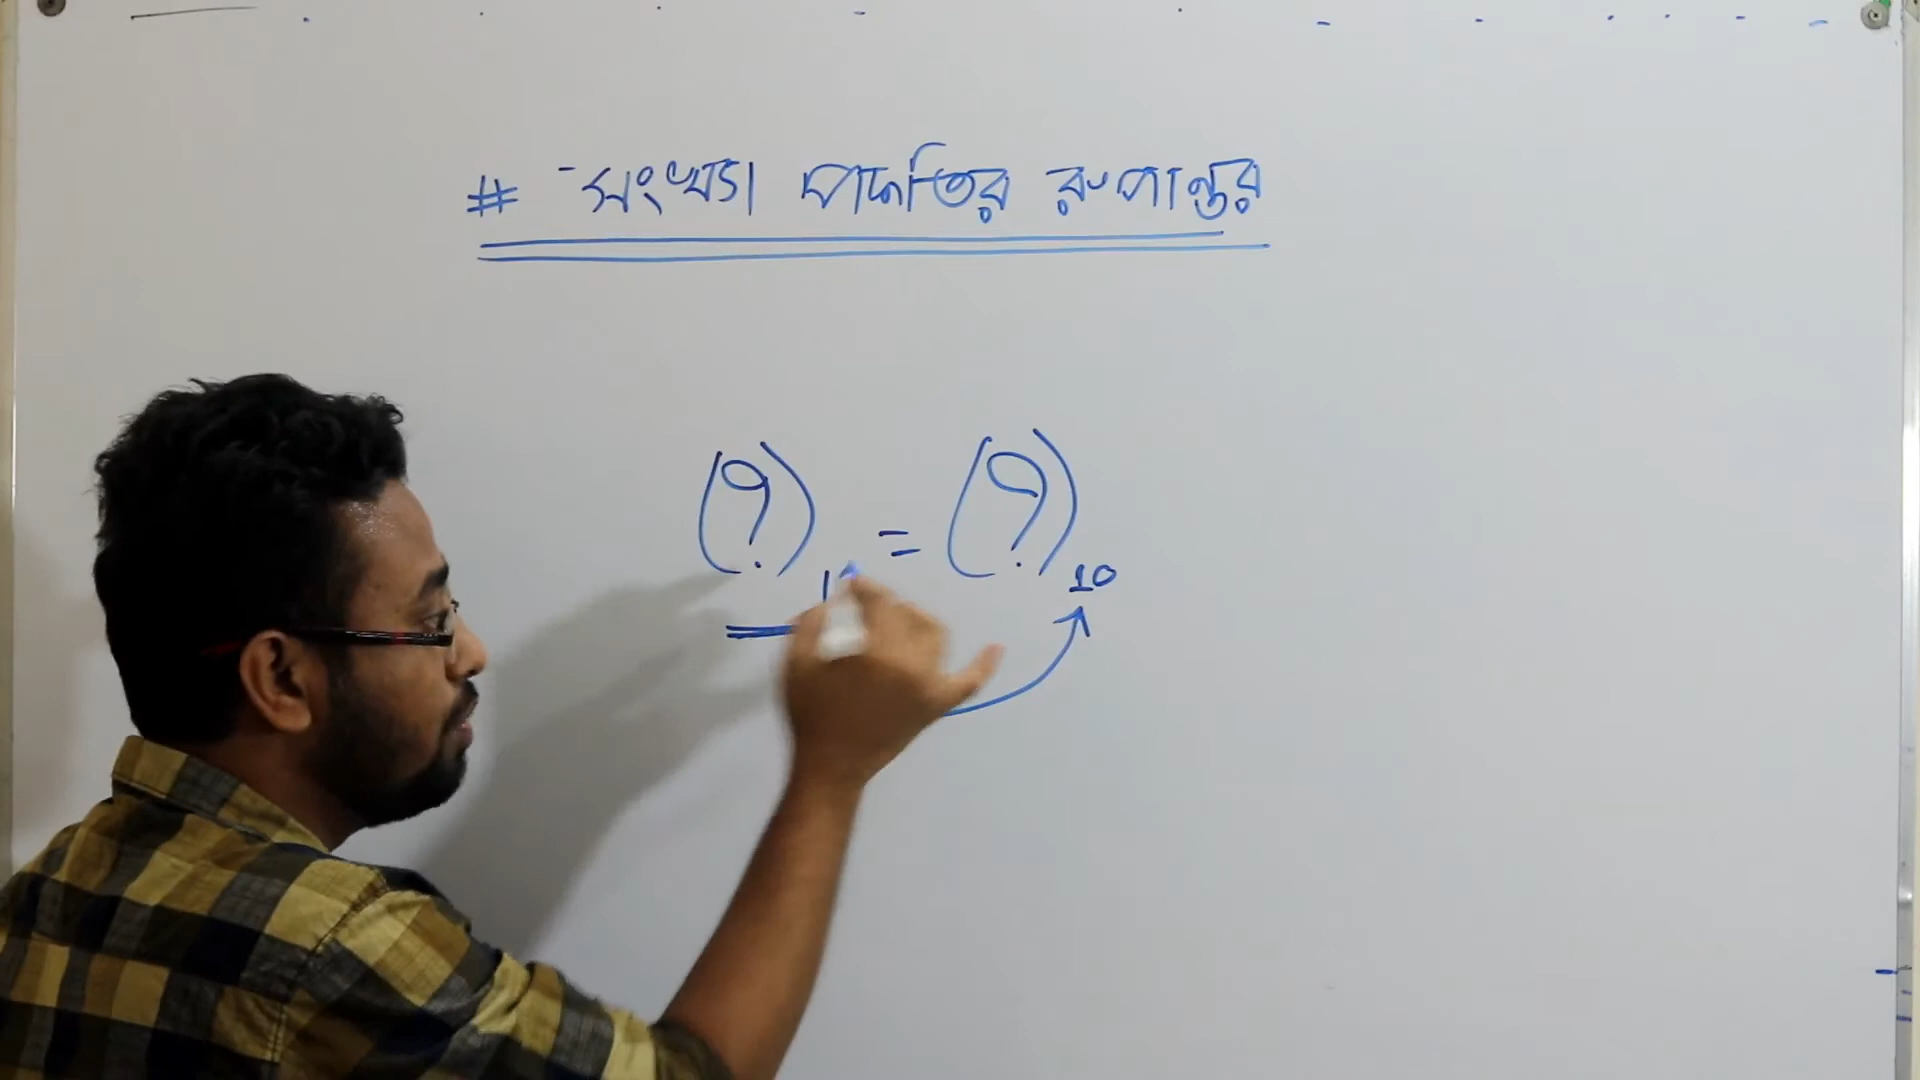 # সংখ্যা পদ্ধতির রুপান্তর
(?) = (?)10